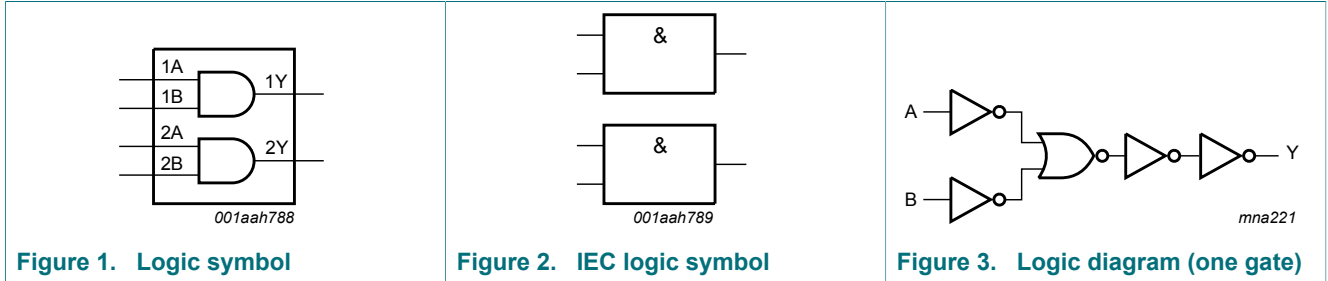 1A
1Y
1B
2A
2Y
2B
001aah788
Figure 1. Logic symbol
&
&
001aah789
Figure 2. IEC logic symbol
A
Y
B
mna221
Figure 3. Logic diagram (one gate)